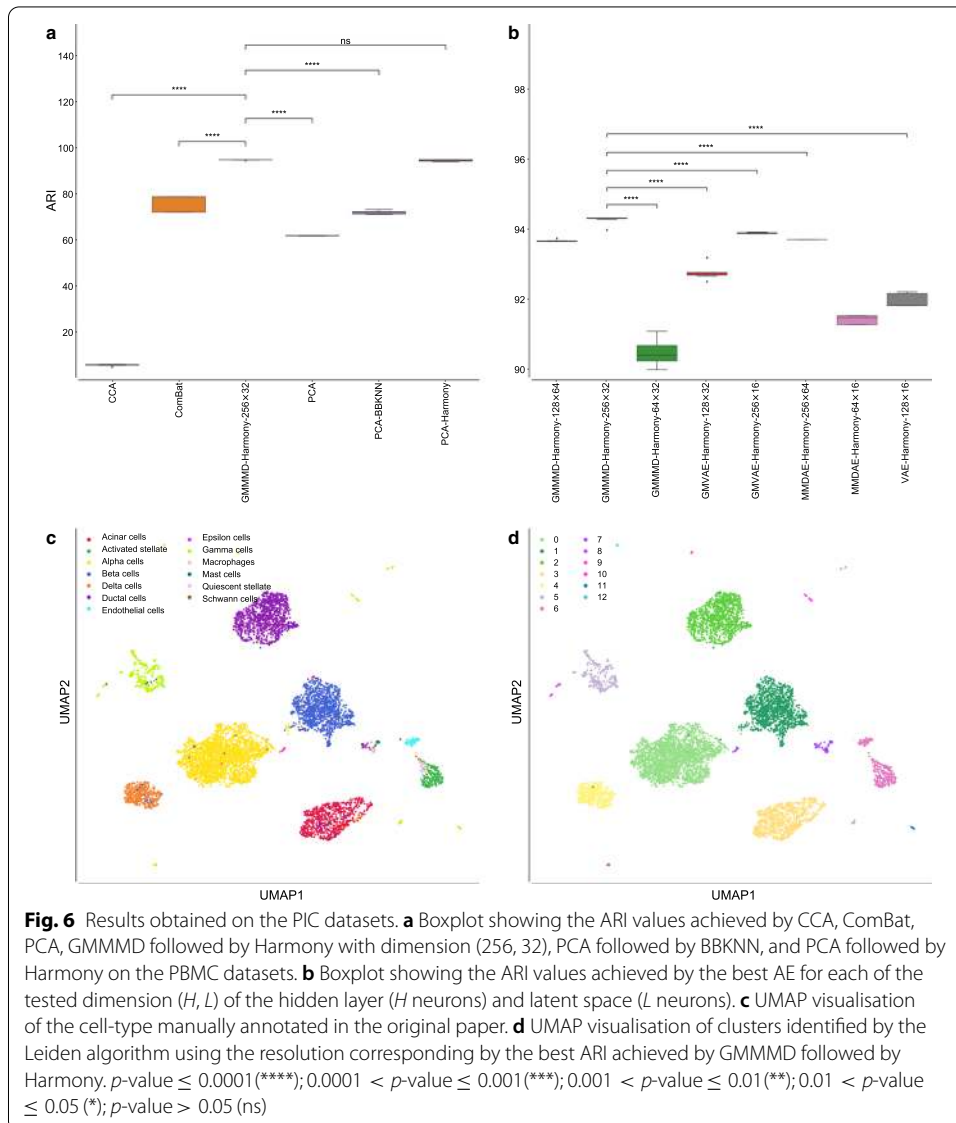 a
140
120
100
80
60
40
20
ARI
ns
****
****
****
****
CCA
ComBat
GMMMD-Harmony-256×32
PCA
PCA-BBKNN
PCA-Harmony
b
98
96
94
92
90
****
****
****
****
****
GMMMD-Harmony-128×64
GMMMD-Harmony-256×32
GMMMD-Harmony-64×32
GMVAE-Harmony-128×32
GMVAE-Harmony-256×16
MMDAE-Harmony-256×64
MMDAE-Harmony-64×16
VAE-Harmony-128×16
c
Acinar cells
Activated stellate
Alpha cells
Beta cells
Delta cells
Ductal cells
Endothelial cells
Epsilon cells
Gamma cells
Macrophages
Mast cells
Quiescent stellate
Schwann cells
UMAP2
UMAP1
d
0
1
2
3
4
5
6
7
8
9
10
11
12
UMAP2
UMAP1
Fig. 6 Results obtained on the PIC datasets. a Boxplot showing the ARI values achieved by CCA, ComBat,
PCA, GMMMD followed by Harmony with dimension (256, 32), PCA followed by BBKNN, and PCA followed by
Harmony on the PBMC datasets. b Boxplot showing the ARI values achieved by the best AE for each of the
tested dimension (H, L) of the hidden layer (H neurons) and latent space (L neurons). c UMAP visualisation
of the cell-type manually annotated in the original paper. d UMAP visualisation of clusters identified by the
Leiden algorithm using the resolution corresponding by the best ARI achieved by GMMMD followed by
Harmony. p-value ≤ 0.0001(****); 0.0001 < p-value ≤ 0.001(***); 0.001 < p-value ≤ 0.01(**); 0.01 < p-value
≤ 0.05 (*); p-value > 0.05 (ns)